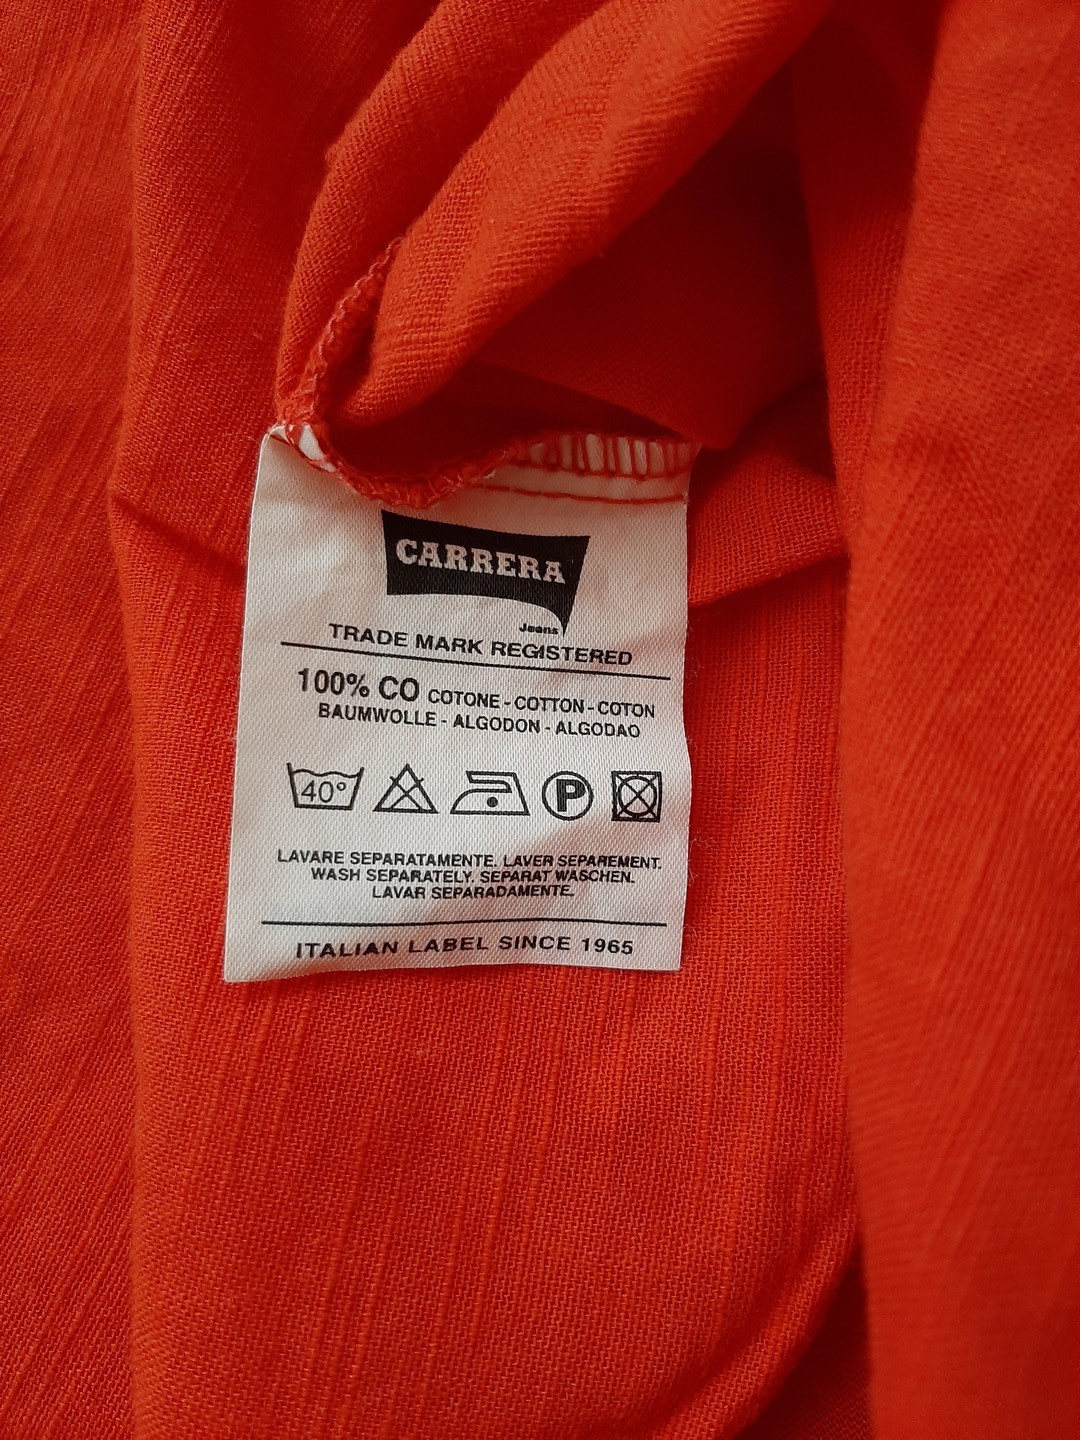 CARRERA
Jeans
TRADE MARK REGISTERED
100% CO COTONE - COTTON - COTON
BAUMWOLLE - ALGODON - ALGODAO
40° P
LAVARE SEPARATAMENTE. LAVER SEPAREMENT.
WASH SEPARATELY. SEPARAT WASCHEN.
LAVAR SEPARADAMENTE.
ITALIAN LABEL SINCE 1965